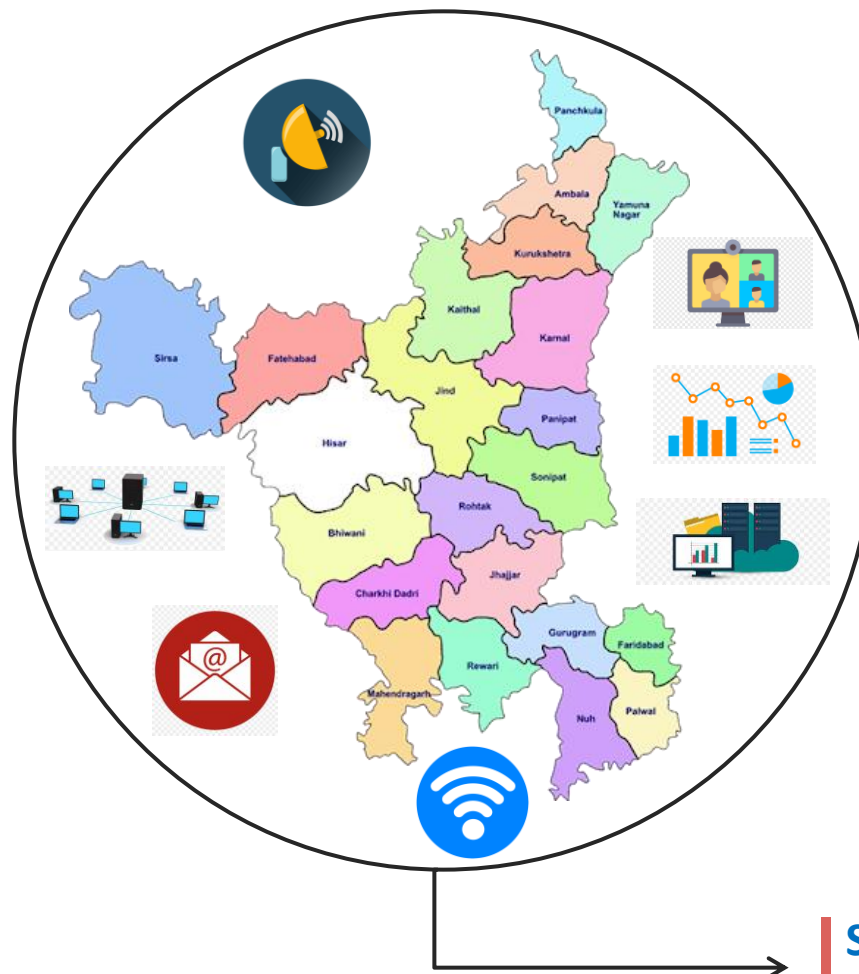 Panchkula
Ambala
Yamuna
Nagar
Kurukshetra
Kaithal
Karnal
Sirsa
Fatehabad
Jind
Panipat
Hisar
Sonipat
Rohtak
Bhiwani
Jhajjar
Charkhi Dadri
Gurugram
Faridabad
Rewari
Mahendragarh
Palwal
Nuh
@
S